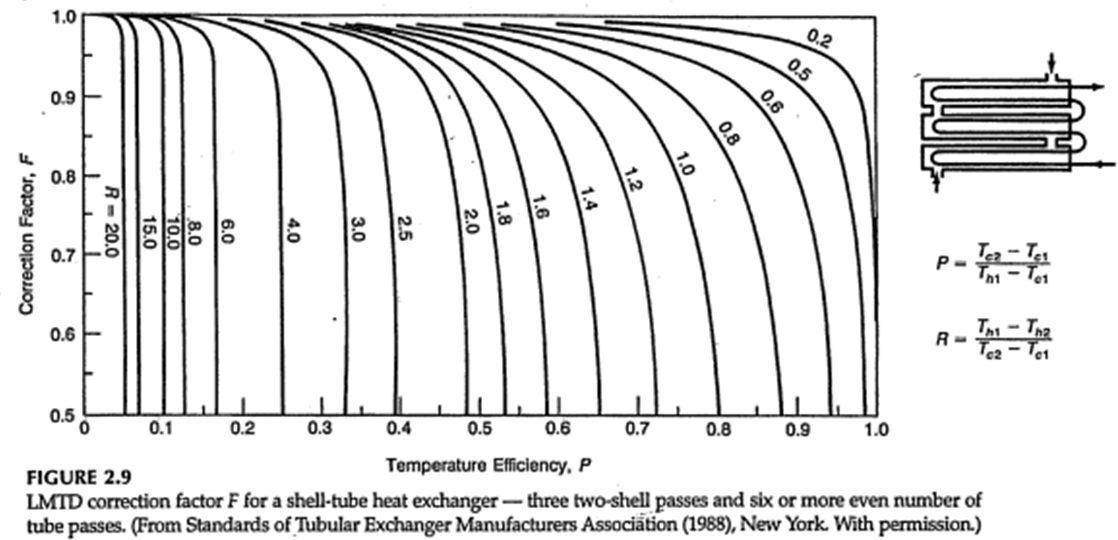 1.0
0.9
0.8
0.7
0.6
0.5
Correction Factor, F
0 0.1 0.2 0.3 0.4 0.5 0.6 0.7 0.8 0.9 1.0
Temperature Efficiency, P
R = 20.0
15.0
10.0
8.0
6.0
4.0
3.0
2.5
2.0
1.8
1.6
1.4
1.2
1.0
0.8
0.6
0.5
0.2
P = Tc2 − Tc1
Th1 − Tc1
R = Th1 − Th2
Tc2 − Tc1
FIGURE 2.9
LMTD correction factor F for a shell-tube heat exchanger — three two-shell passes and six or more even number of
tube passes. (From Standards of Tubular Exchanger Manufacturers Association (1988), New York. With permission.)